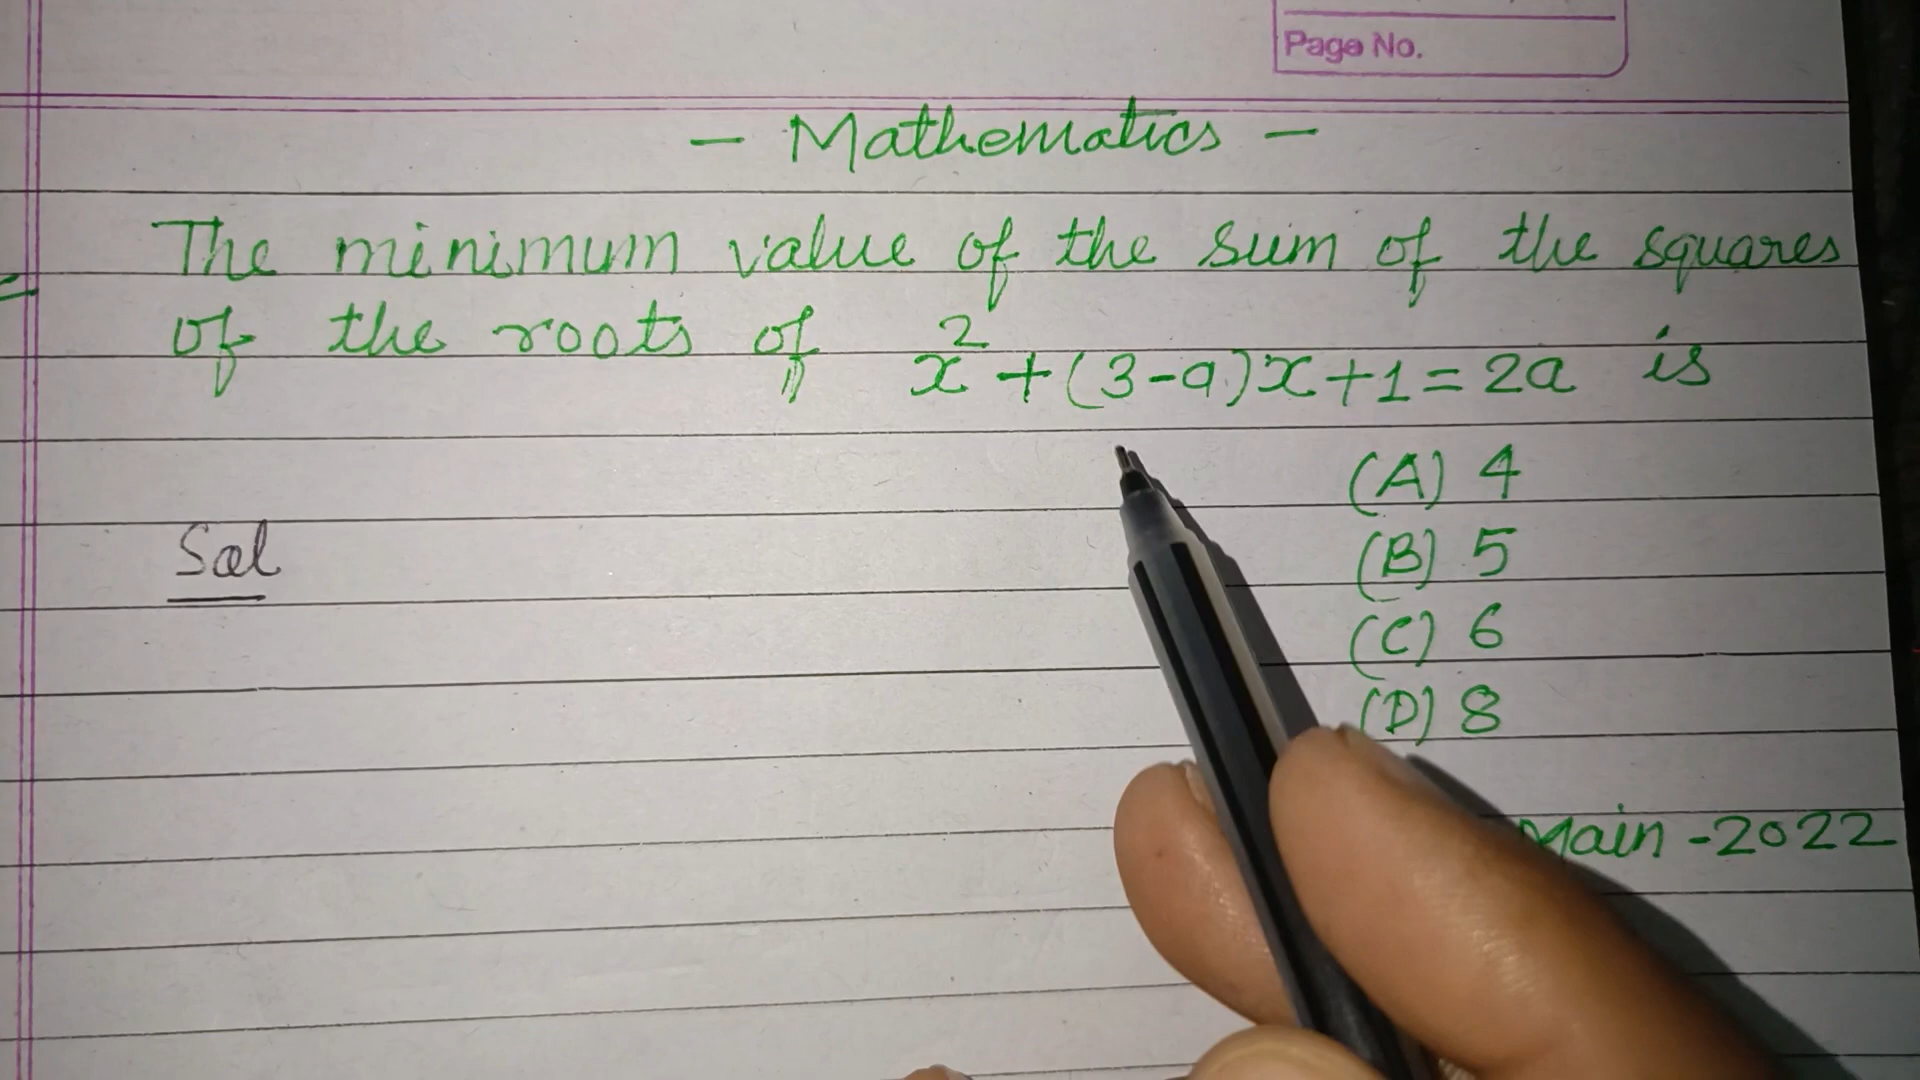 Page No.
- Mathematics -
The minimum value of the sum of the squares
of the roots of x²+(3-a)x+1=2a is
(A) 4
(B) 5
Sol
(C) 6
(D) 8
Main-2022